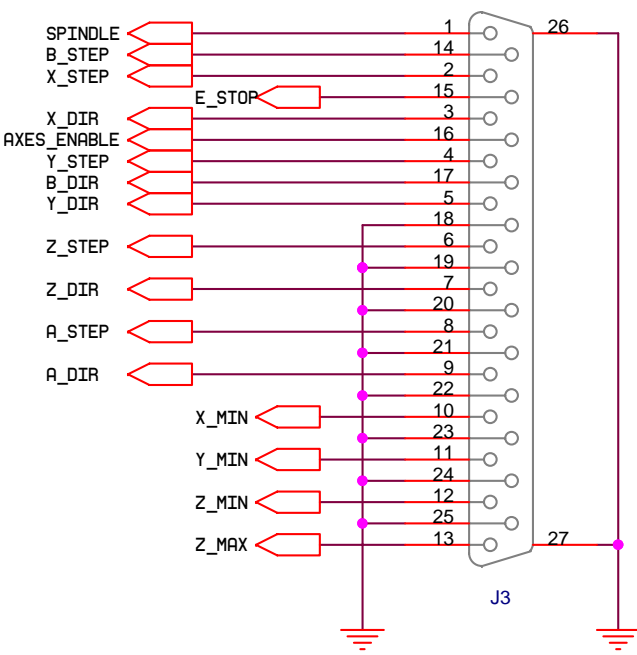 SPINDLE 1 26
B_STEP 14
X_STEP 2
E_STOP 15
X_DIR 3
AXES_ENABLE 16
Y_STEP 4
B_DIR 17
Y_DIR 5
18
Z_STEP 6
19
Z_DIR 7
20
A_STEP 8
21
A_DIR 9
22
X_MIN 10
23
Y_MIN 11
24
Z_MIN 12
25
Z_MAX 13 27
J3